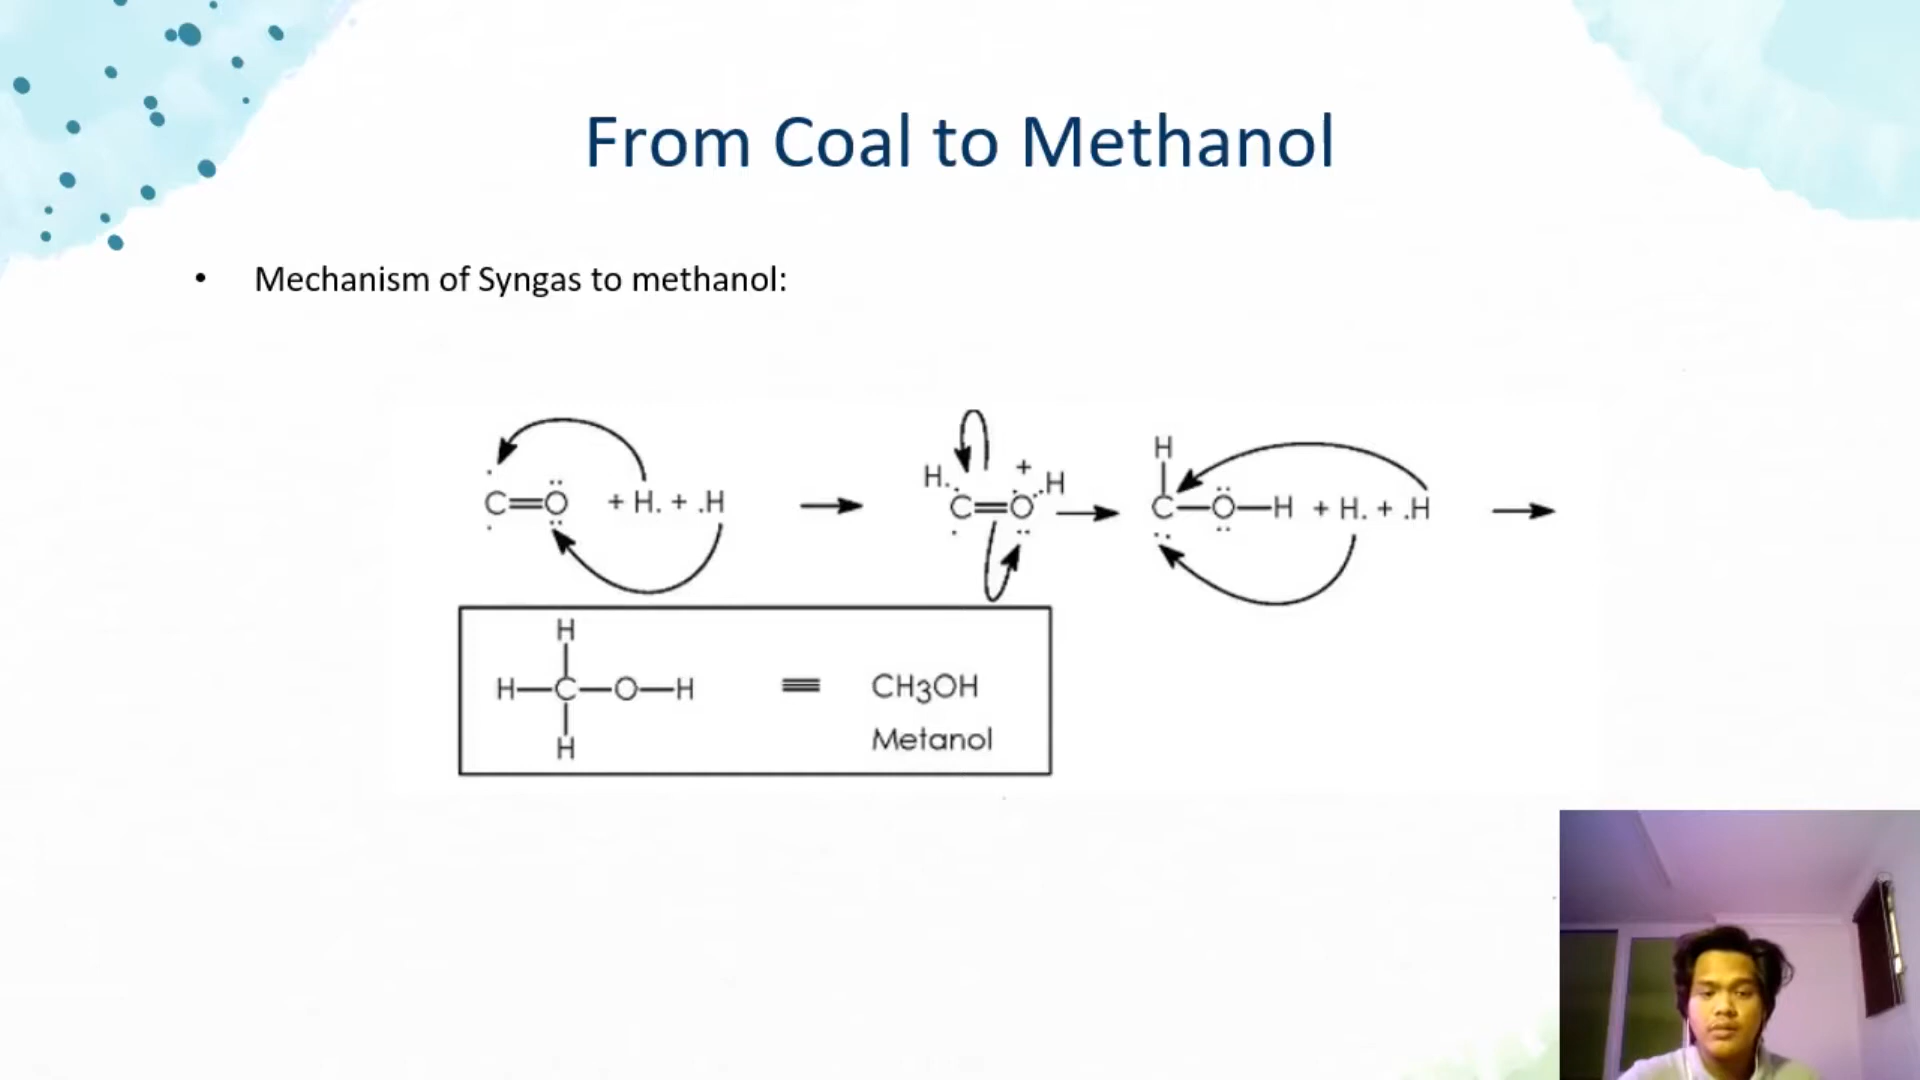 From Coal to Methanol
• Mechanism of Syngas to methanol:
C=O + H. + .H
H. C=O + .H
H
C—O—H + H. + .H
H
H—C—O—H ≡ CH3OH
H
Metanol